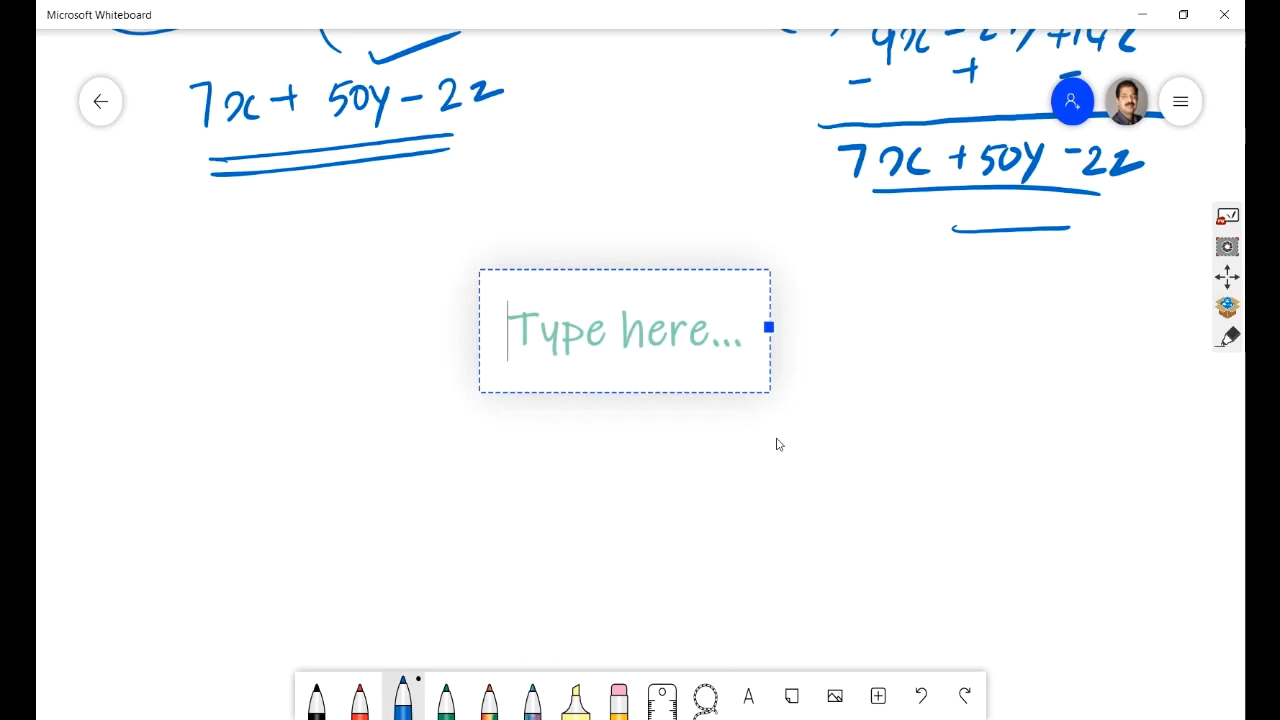 Microsoft Whiteboard
7x + 50y - 2z
- + -
7x + 50y - 2z
Type here...
A